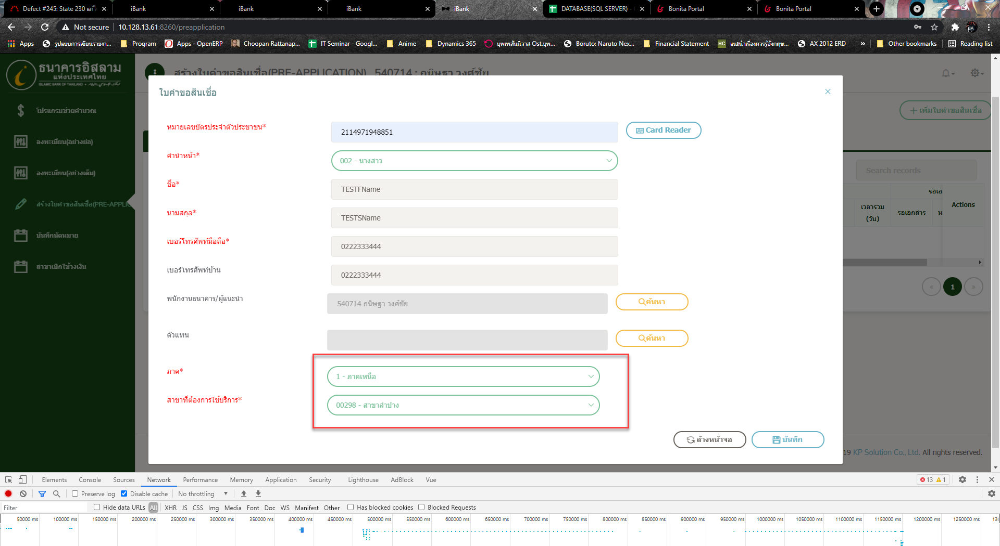 Defect #245: State 230 แก้ไ
iBank
iBank
iBank
iBank
DATABASE(SQL SERVER) -
Bonita Portal
Bonita Portal
Not secure
10.128.13.61:8260/preapplication
Apps
รูปแบบการเขียนรายงา...
Program
Apps - OpenERP
Choopan Rattanap...
IT Seminar - Googl...
Anime
Dynamics 365
บุพเพสันนิวาส Ost.บุพ...
Boruto: Naruto Nex...
Financial Statement
HC
แนะนำเรื่องควรรู้อังกฤษ...
AX 2012 ERD
»
Other bookmarks
Reading list
ธนาคารอิสลาม
แห่งประเทศไทย
ISLAMIC BANK OF THAILAND
สร้างใบคำขอสินเชื่อ(PRE-APPLICATION) 540714 : กนิษฐา วงศ์ชัย
โปรแกรมช่วยคำนวณ
ลงทะเบียน(อย่างย่อ)
ลงทะเบียน(อย่างเต็ม)
สร้างใบคำขอสินเชื่อ(PRE-APPLIC
บันทึกนัดหมาย
สาขาเบิกใช้วงเงิน
เพิ่มใบคำขอสินเชื่อ
Search records
รอเอ
เวลารวม
(วัน)
รอเอกสาร
ห
Actions
«
1
»
ใบคำขอสินเชื่อ
หมายเลขบัตรประจำตัวประชาชน*
2114971948851
Card Reader
คำนำหน้า*
002 - นางสาว
ชื่อ*
TESTFName
นามสกุล*
TESTSName
เบอร์โทรศัพท์มือถือ*
0222333444
เบอร์โทรศัพท์บ้าน
0222333444
พนักงานธนาคาร/ผู้แนะนำ
540714 กนิษฐา วงศ์ชัย
ค้นหา
ตัวแทน
ค้นหา
ภาค*
1 - ภาคเหนือ
สาขาที่ต้องการใช้บริการ*
00298 - สาขาลำปาง
ล้างหน้าจอ
บันทึก
19 KP Solution Co., Ltd. All rights reserved.
Elements
Console
Sources
Network
Performance
Memory
Application
Security
Lighthouse
AdBlock
Vue
13
1
Preserve log
Disable cache
No throttling
Filter
Hide data URLs
All
XHR
JS
CSS
Img
Media
Font
Doc
WS
Manifest
Other
Has blocked cookies
Blocked Requests
50000 ms
100000 ms
150000 ms
200000 ms
250000 ms
300000 ms
350000 ms
400000 ms
450000 ms
500000 ms
550000 ms
600000 ms
650000 ms
700000 ms
750000 ms
800000 ms
850000 ms
900000 ms
950000 ms
1000000 ms
1050000 ms
1100000 ms
1150000 ms
1200000 ms
1250000 ms